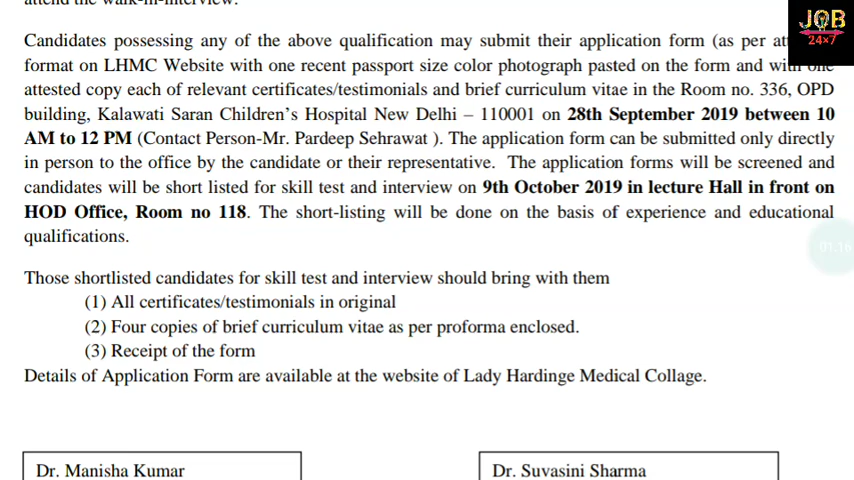 attend the walk-in-interview.
JOB
24×7
Candidates possessing any of the above qualification may submit their application form (as per
format on LHMC Website with one recent passport size color photograph pasted on the form and with one
attested copy each of relevant certificates/testimonials and brief curriculum vitae in the Room no. 336, OPD
building, Kalawati Saran Children's Hospital New Delhi – 110001 on 28th September 2019 between 10
AM to 12 PM (Contact Person-Mr. Pardeep Sehrawat ). The application form can be submitted only directly
in person to the office by the candidate or their representative. The application forms will be screened and
candidates will be short listed for skill test and interview on 9th October 2019 in lecture Hall in front on
HOD Office, Room no 118. The short-listing will be done on the basis of experience and educational
qualifications.
01:16
Those shortlisted candidates for skill test and interview should bring with them
(1) All certificates/testimonials in original
(2) Four copies of brief curriculum vitae as per proforma enclosed.
(3) Receipt of the form
Details of Application Form are available at the website of Lady Hardinge Medical Collage.
Dr. Manisha Kumar
Dr. Suvasini Sharma